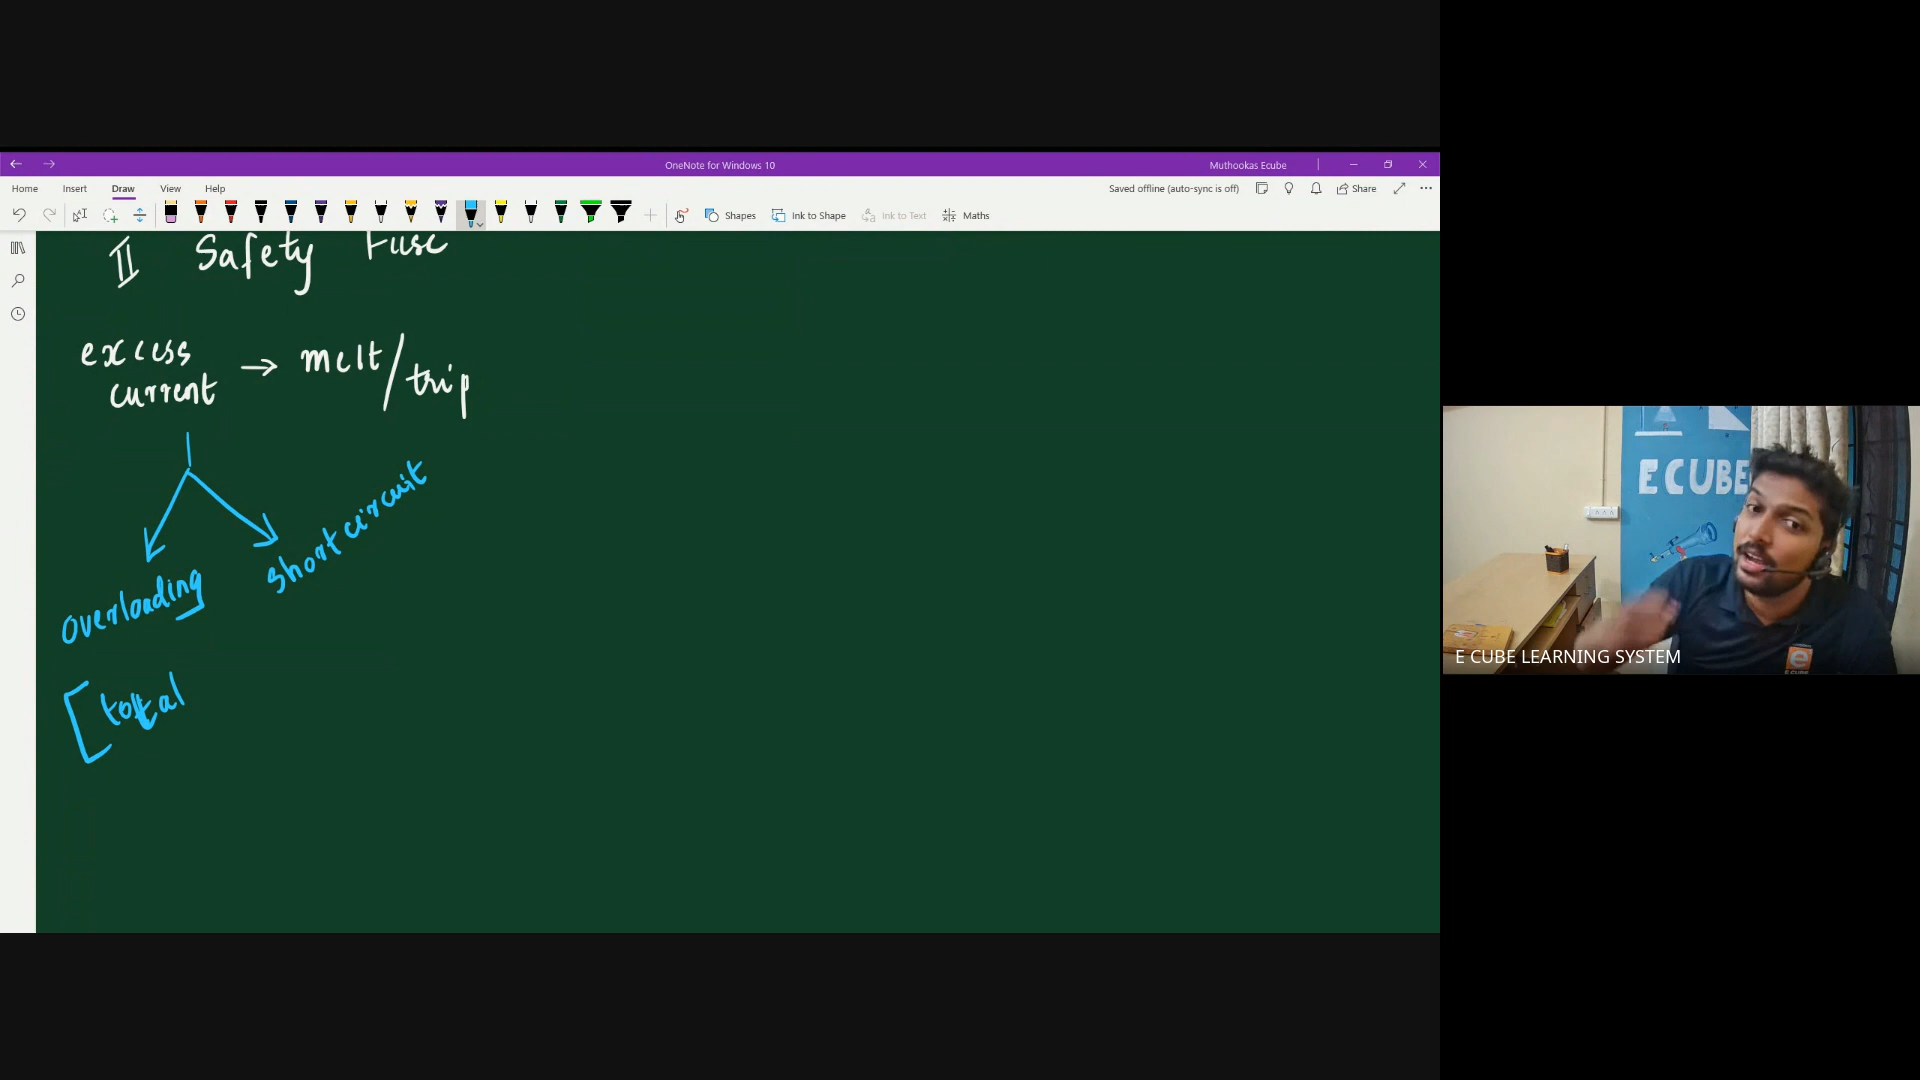 OneNote for Windows 10
Muthookas Ecube
Home Insert Draw View Help
Saved offline (auto-sync is off) Share
Shapes Ink to Shape Ink to Text Maths
II Safety Fuse
excess current → melt/trip
overloading
short circuit
[total
E CUBE
E CUBE LEARNING SYSTEM